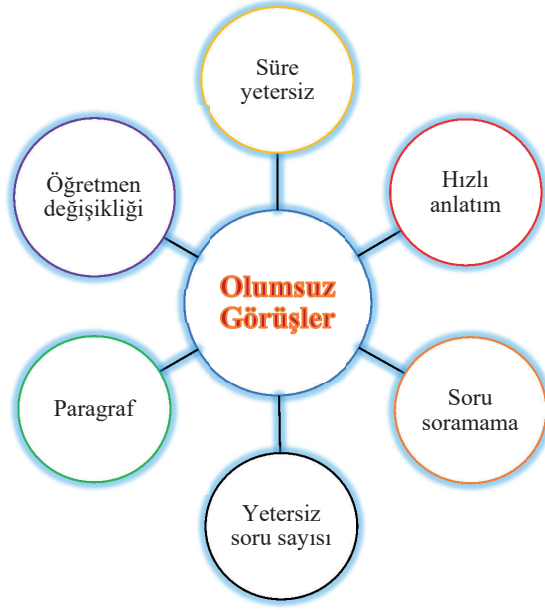 Süre
yetersiz
Öğretmen
değişikliği
Hızlı
anlatım
Olumsuz
Görüşler
Paragraf
Soru
soramama
Yetersiz
soru sayısı